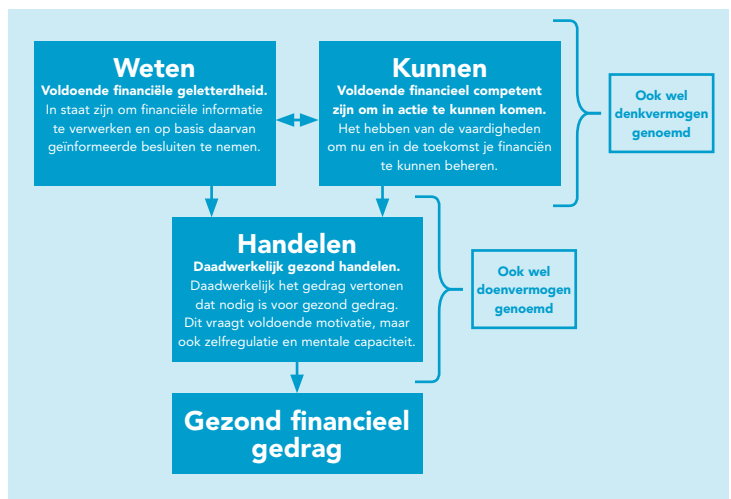 Weten
Voldoende financiële geletterdheid.
In staat zijn om financiële informatie
te verwerken en op basis daarvan
geïnformeerde besluiten te nemen.
Kunnen
Voldoende financieel competent
zijn om in actie te kunnen komen.
Het hebben van de vaardigheden
om nu en in de toekomst je financiën
te kunnen beheren.
Ook wel
denkvermogen
genoemd
Handelen
Daadwerkelijk gezond handelen.
Daadwerkelijk het gedrag vertonen
dat nodig is voor gezond gedrag.
Dit vraagt voldoende motivatie, maar
ook zelfregulatie en mentale capaciteit.
Ook wel
doenvermogen
genoemd
Gezond financieel
gedrag